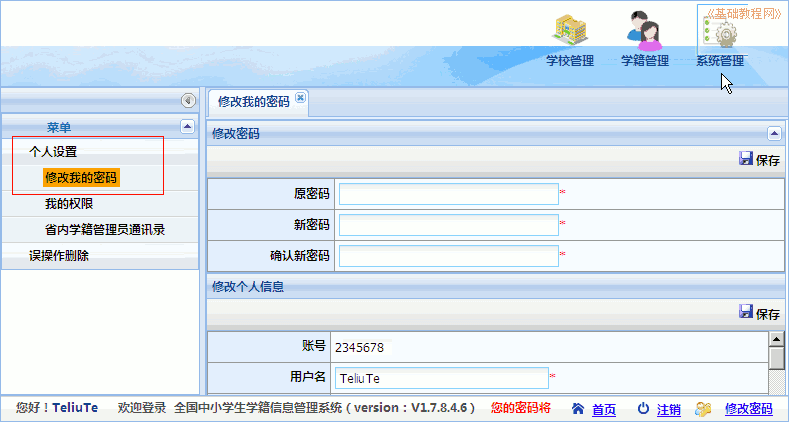 《基础教程网》
学校管理 学籍管理 系统管理
修改我的密码
菜单
个人设置
修改我的密码
我的权限
省内学籍管理员通讯录
误操作删除
修改密码
保存
原密码 *
新密码 *
确认新密码 *
修改个人信息
保存
账号 2345678
用户名 TeliuTe *
您好！TeliuTe 欢迎登录 全国中小学生学籍信息管理系统（version：V1.7.8.4.6） 您的密码将 首页 注销 修改密码